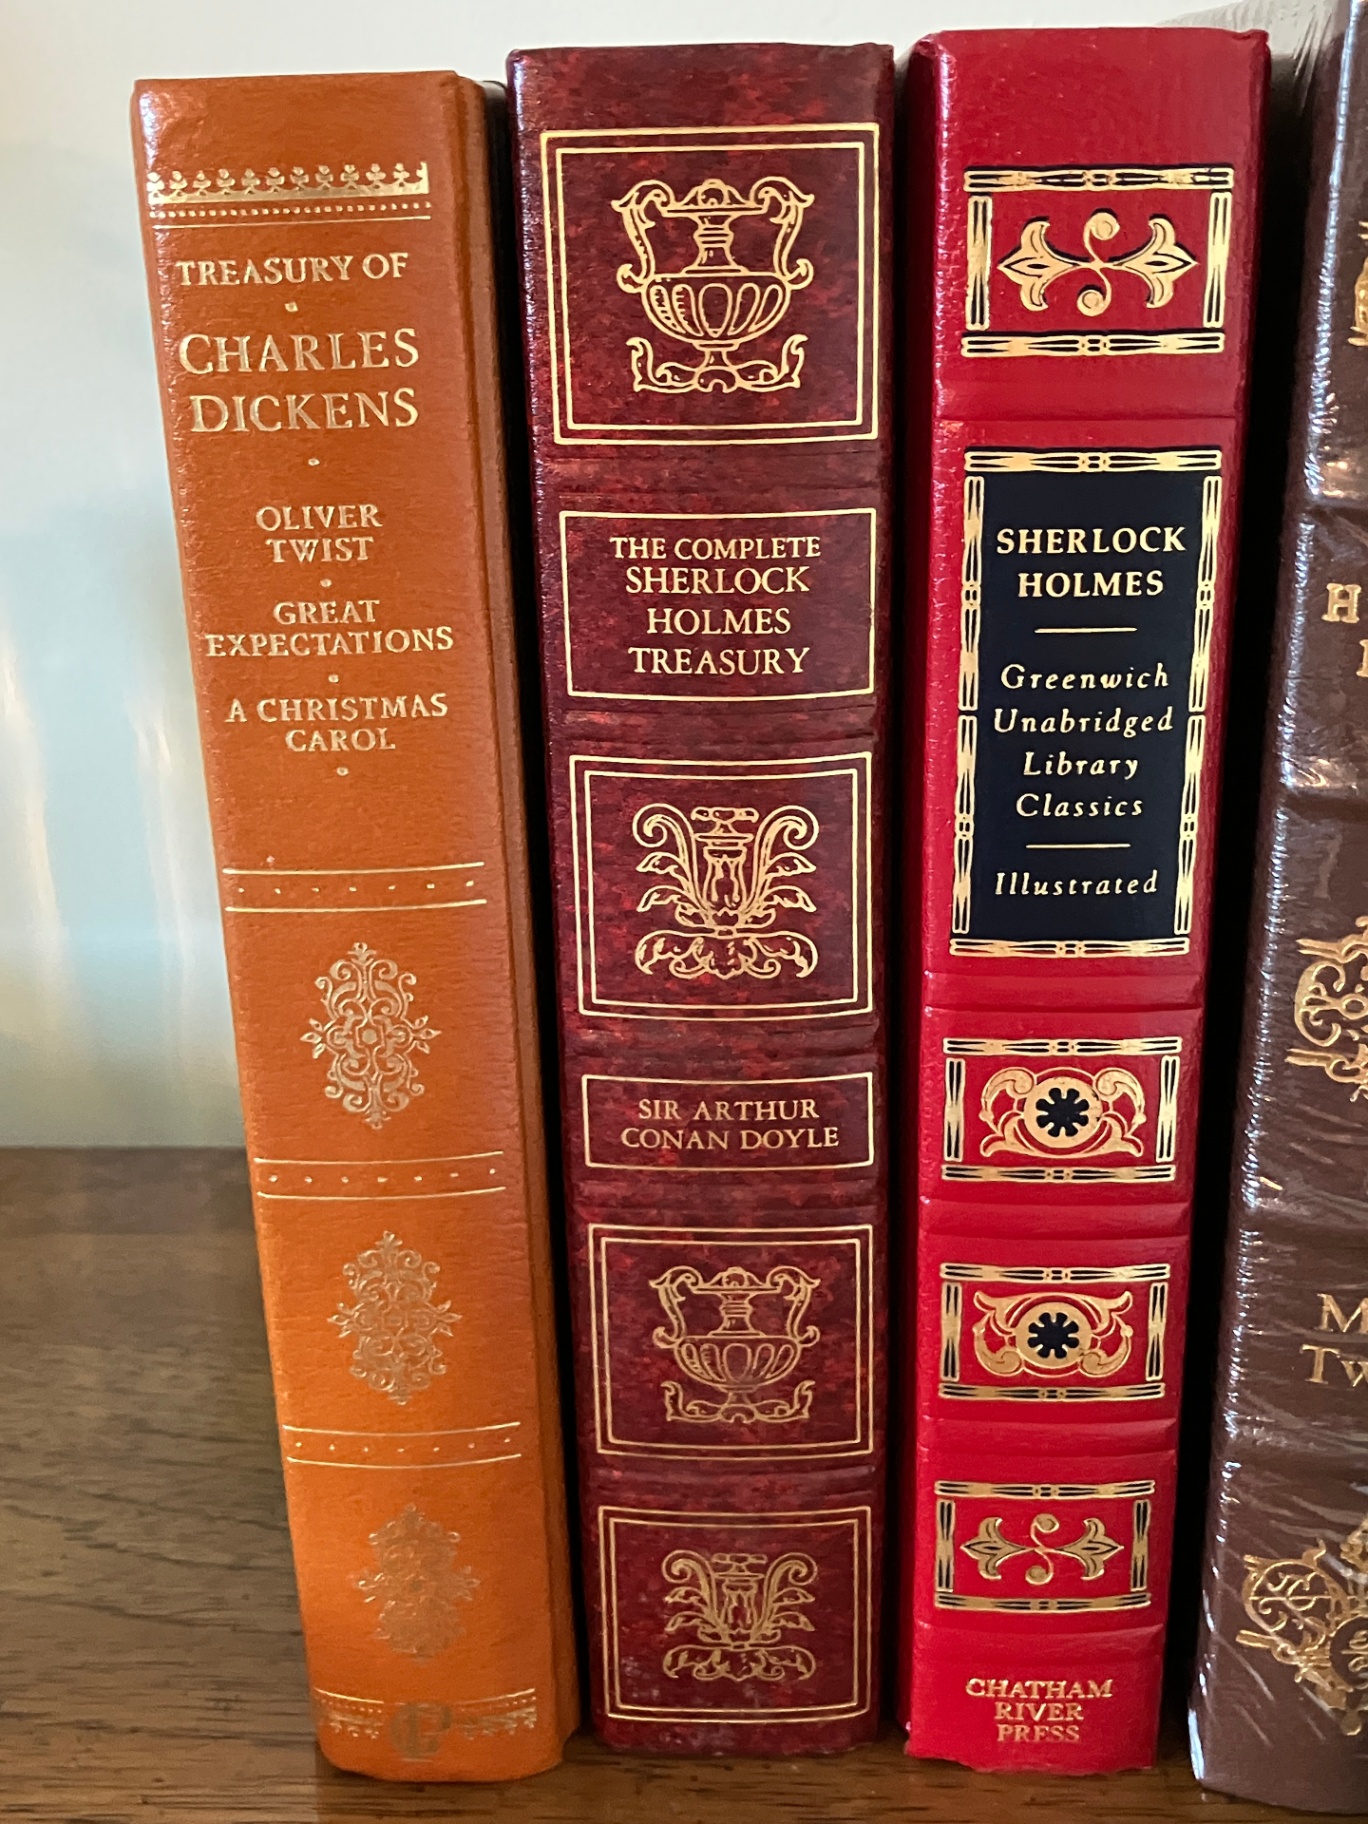 TREASURY OF
CHARLES
DICKENS
OLIVER
TWIST
GREAT
EXPECTATIONS
A CHRISTMAS
CAROL
THE COMPLETE
SHERLOCK
HOLMES
TREASURY
SIR ARTHUR
CONAN DOYLE
SHERLOCK
HOLMES
Greenwich
Unabridged
Library
Classics
Illustrated
CHATHAM
RIVER
PRESS